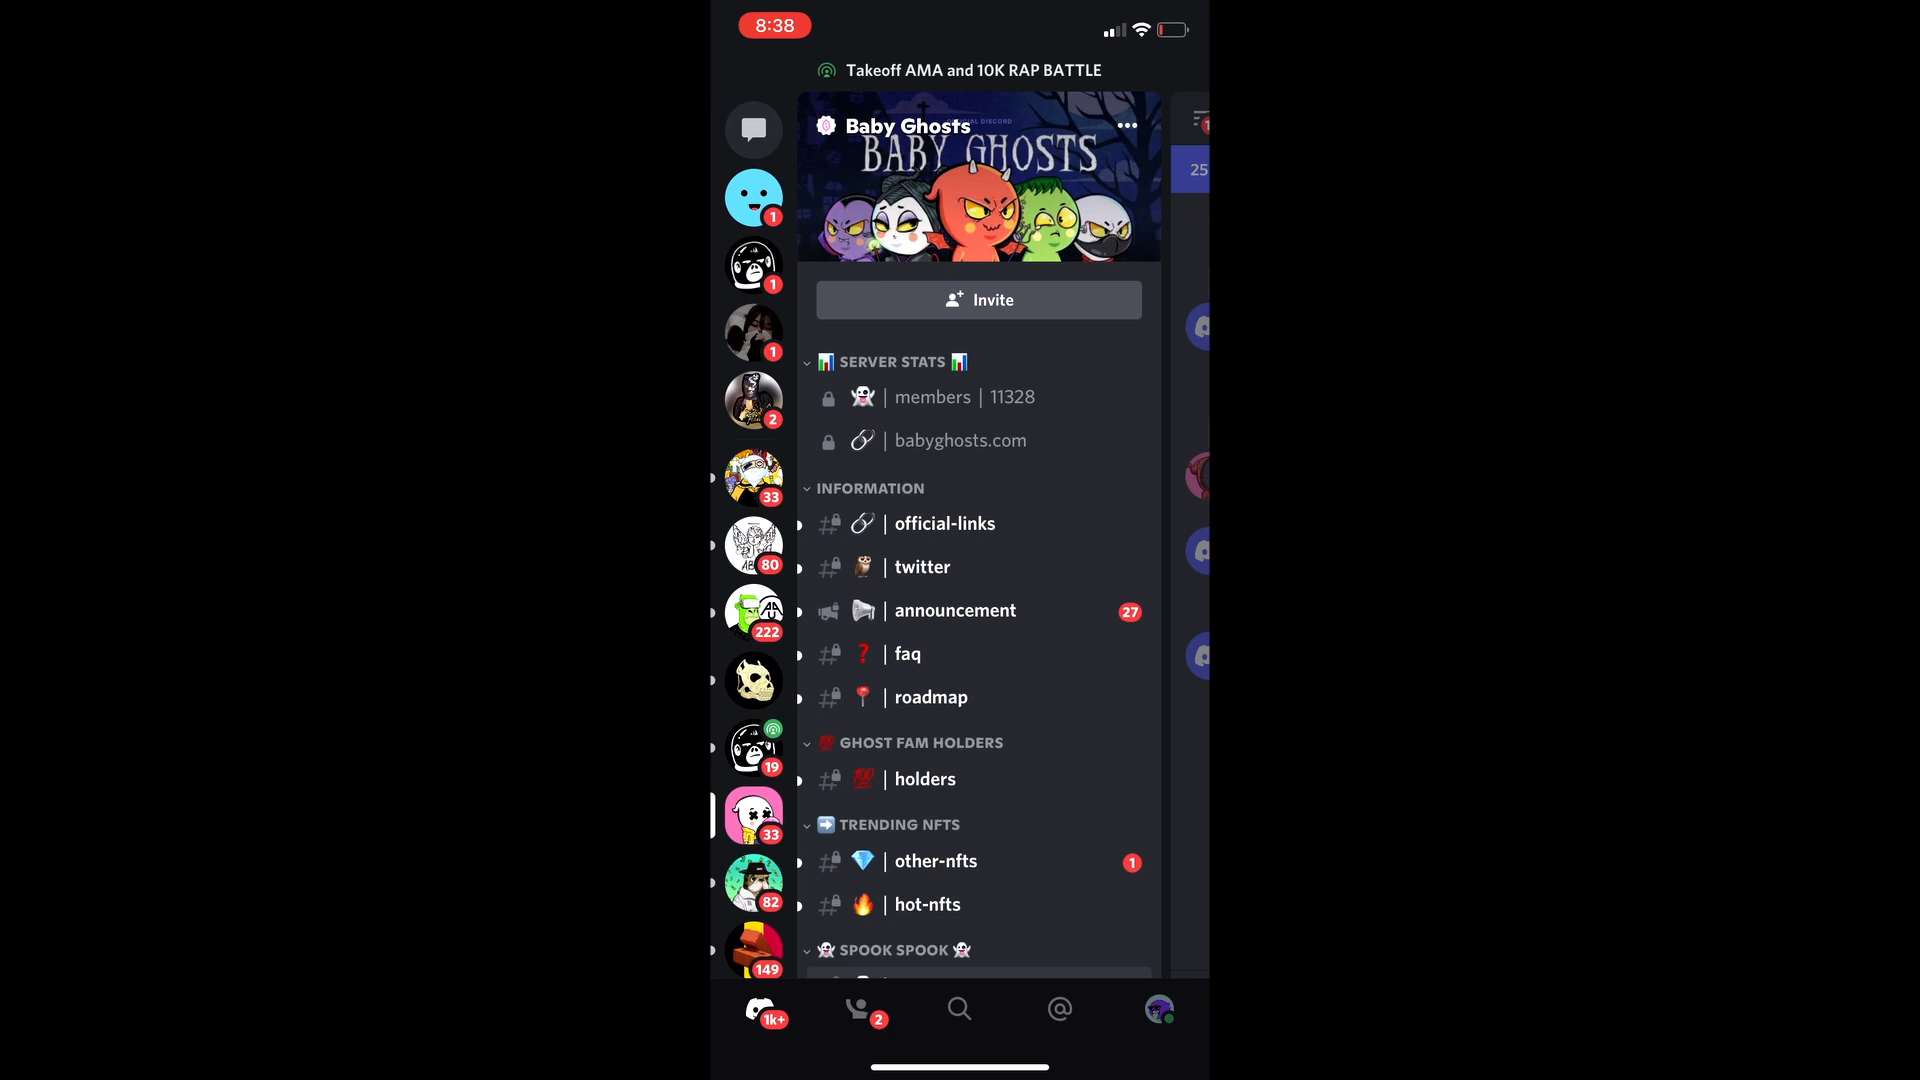 8:38
Takeoff AMA and 10K RAP BATTLE
OFFICIAL DISCORD
Baby Ghosts
BABY GHOSTS
25
Invite
SERVER STATS
| members | 11328
| babyghosts.com
INFORMATION
| official-links
| twitter
| announcement 27
| faq
| roadmap
💯 GHOST FAM HOLDERS
💯 | holders
TRENDING NFTS
| other-nfts 1
| hot-nfts
SPOOK SPOOK
1
1
1
2
33
80
222
19
33
82
149
1k+
2